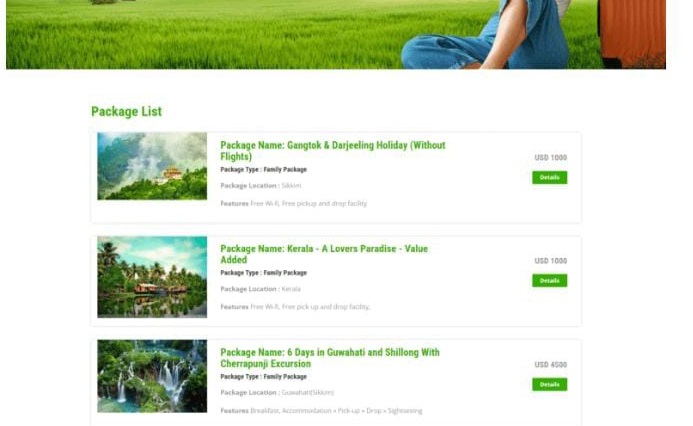 Package List
Package Name: Gangtok & Darjeeling Holiday (Without
Flights)
Package Type : Family Package
Package Location : Sikkim
Features Free Wi-fi, Free pickup and drop facility
USD 1000
Details
Package Name: Kerala - A Lovers Paradise - Value
Added
Package Type : Family Package
Package Location : Kerala
Features Free Wi-fi, Free pick up and drop facility,
USD 1000
Details
Package Name: 6 Days in Guwahati and Shillong With
Cherrapunji Excursion
Package Type : Family Package
Package Location : Guwahati(Sikkim)
Features Breakfast, Accommodation » Pick-up » Drop » Sightseeing
USD 4500
Details